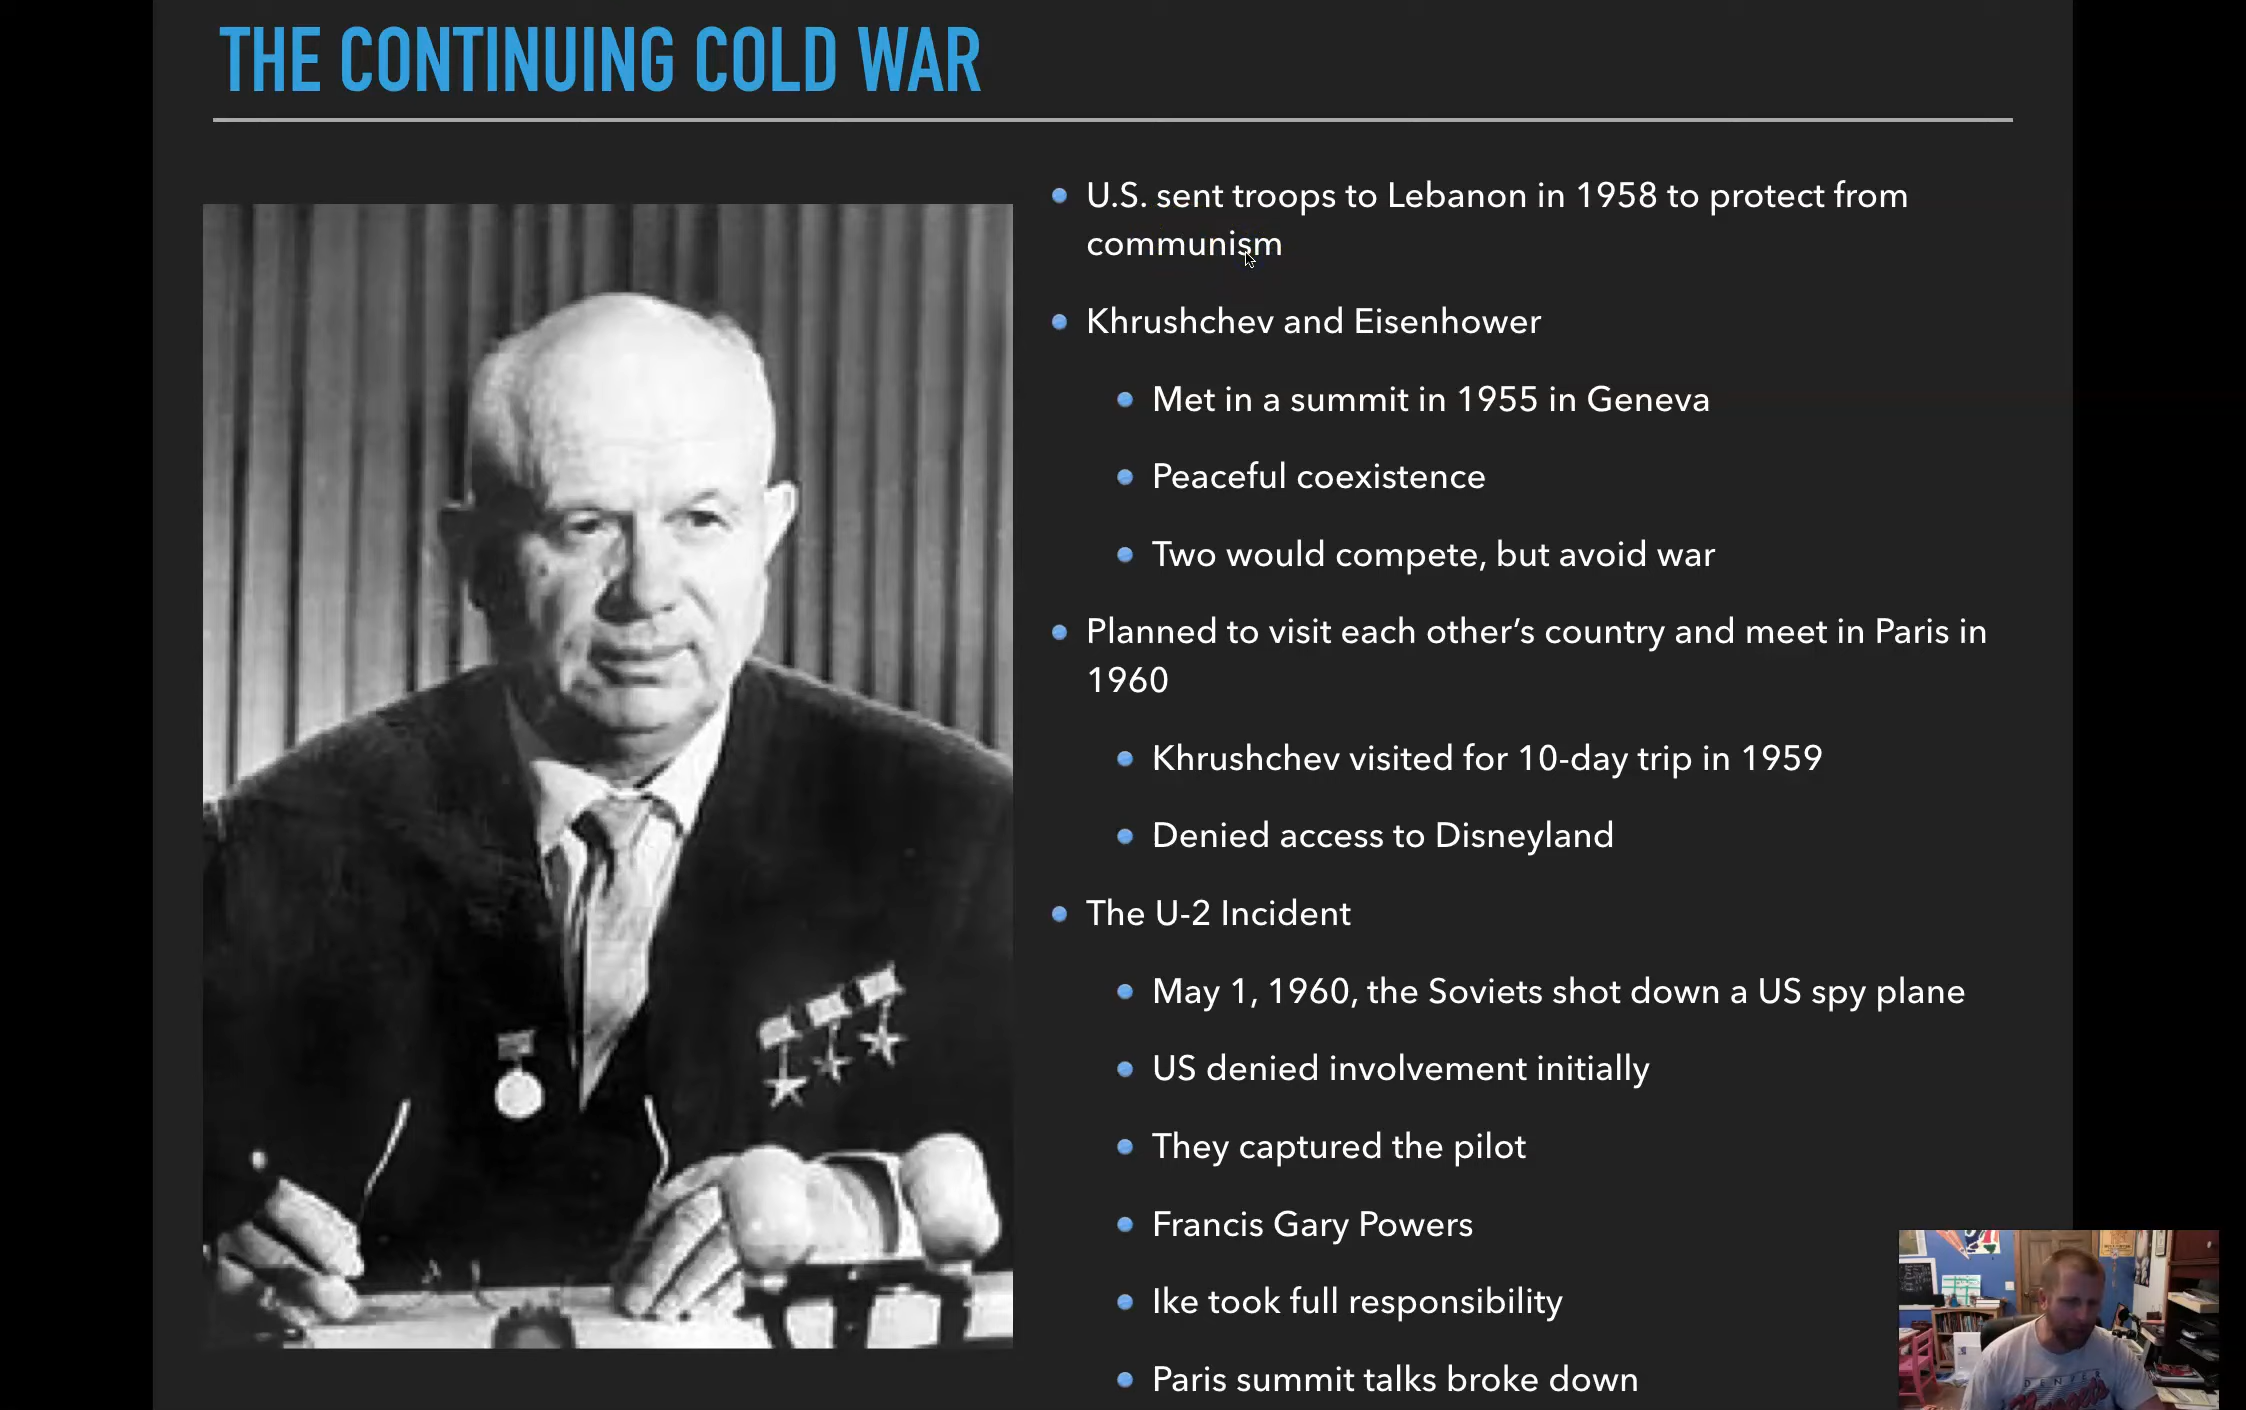 THE CONTINUING COLD WAR
U.S. sent troops to Lebanon in 1958 to protect from
communism
Khrushchev and Eisenhower
Met in a summit in 1955 in Geneva
Peaceful coexistence
Two would compete, but avoid war
Planned to visit each other's country and meet in Paris in
1960
Khrushchev visited for 10-day trip in 1959
Denied access to Disneyland
The U-2 Incident
May 1, 1960, the Soviets shot down a US spy plane
US denied involvement initially
They captured the pilot
Francis Gary Powers
Ike took full responsibility
Paris summit talks broke down
DENVER